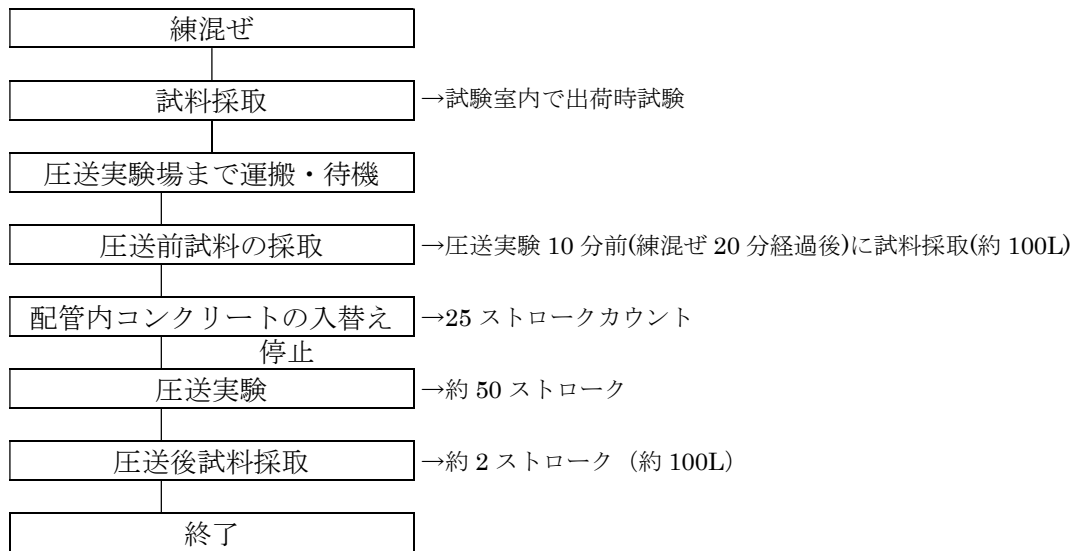 練混ぜ
試料採取 →試験室内で出荷時試験
圧送実験場まで運搬・待機
圧送前試料の採取 →圧送実験 10 分前(練混ぜ 20 分経過後)に試料採取(約 100L)
配管内コンクリートの入替え →25 ストロークカウント
停止
圧送実験 →約 50 ストローク
圧送後試料採取 →約 2 ストローク（約 100L）
終了